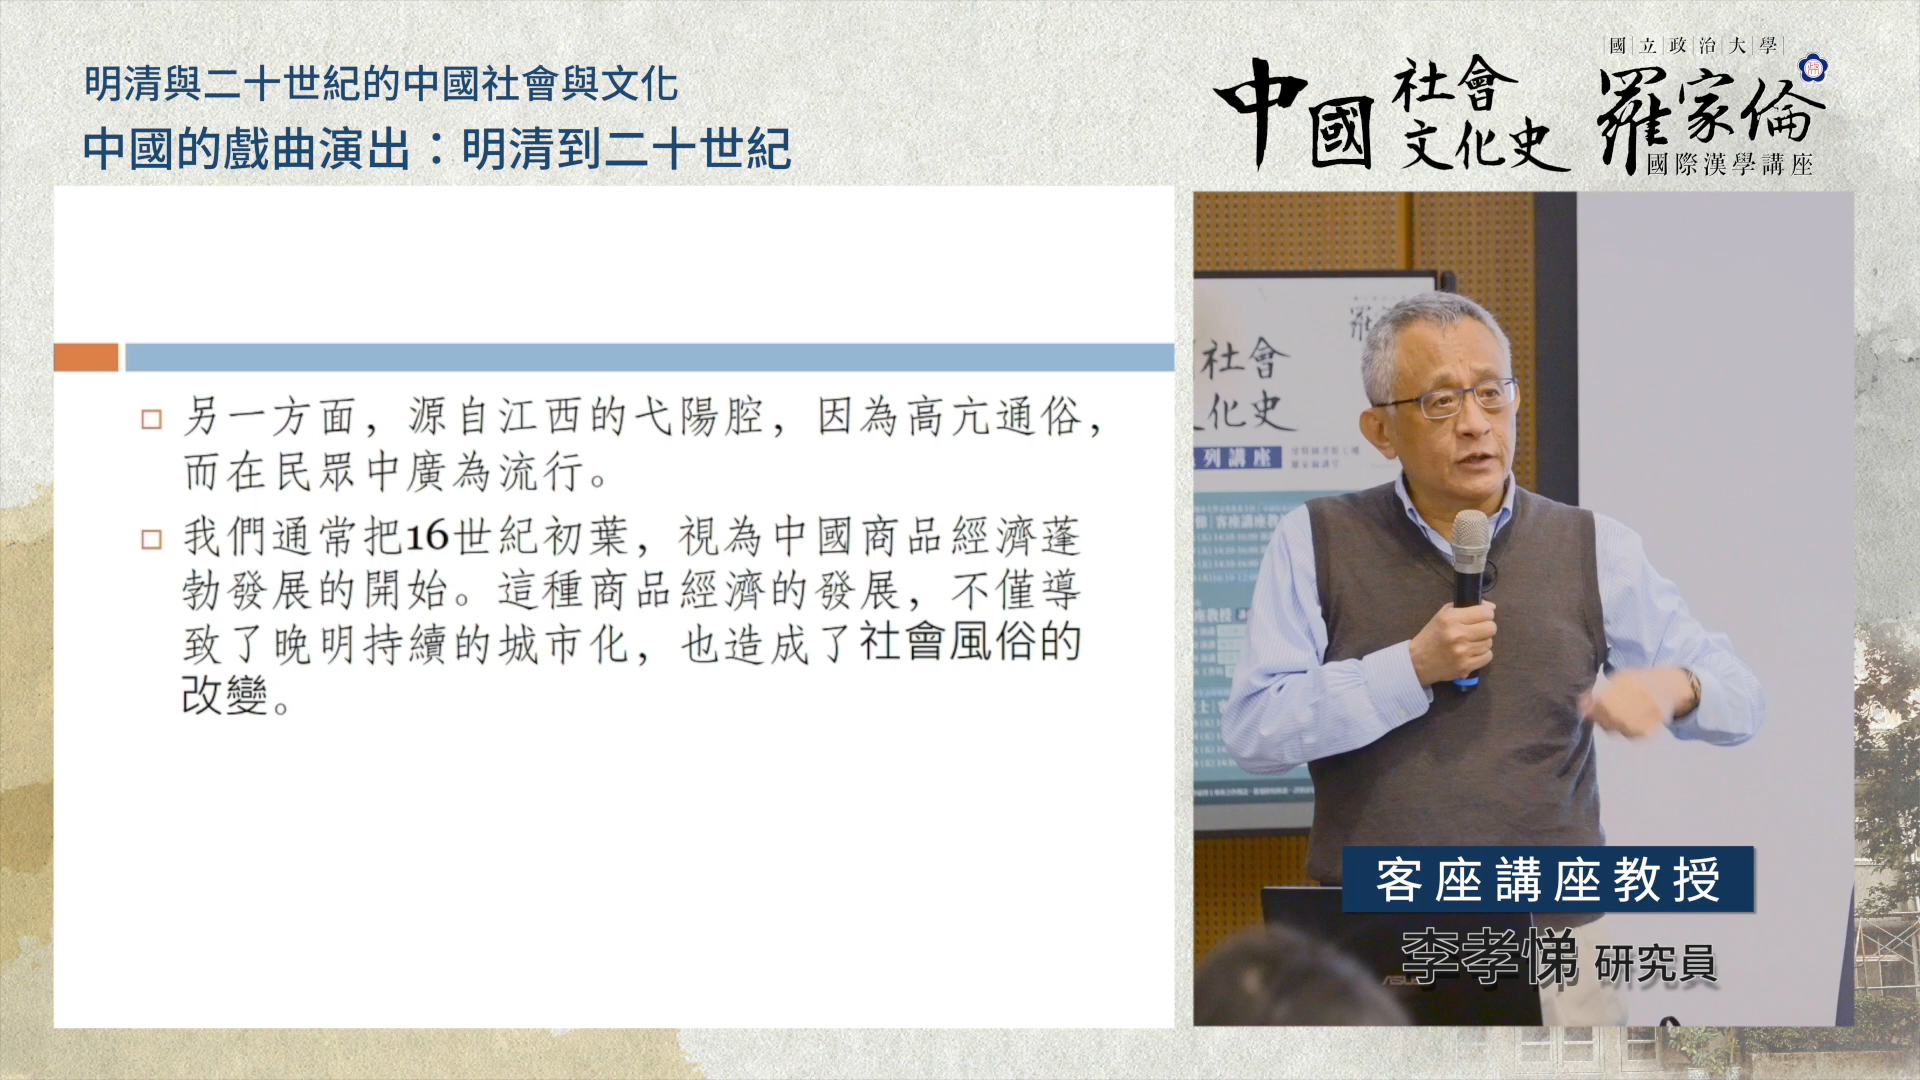 明清與二十世紀的中國社會與文化
中國的戲曲演出：明清到二十世紀
中國社會文化史
國立政治大學
羅家倫
國際漢學講座
另一方面，源自江西的弋陽腔，因為高亢通俗，
而在民眾中廣為流行。
我們通常把16世紀初葉，視為中國商品經濟蓬
勃發展的開始。這種商品經濟的發展，不僅導
致了晚明持續的城市化，也造成了社會風俗的
改變。
羅
社會
化史
列講座
客座講座教授
李孝悌 研究員
ASUS